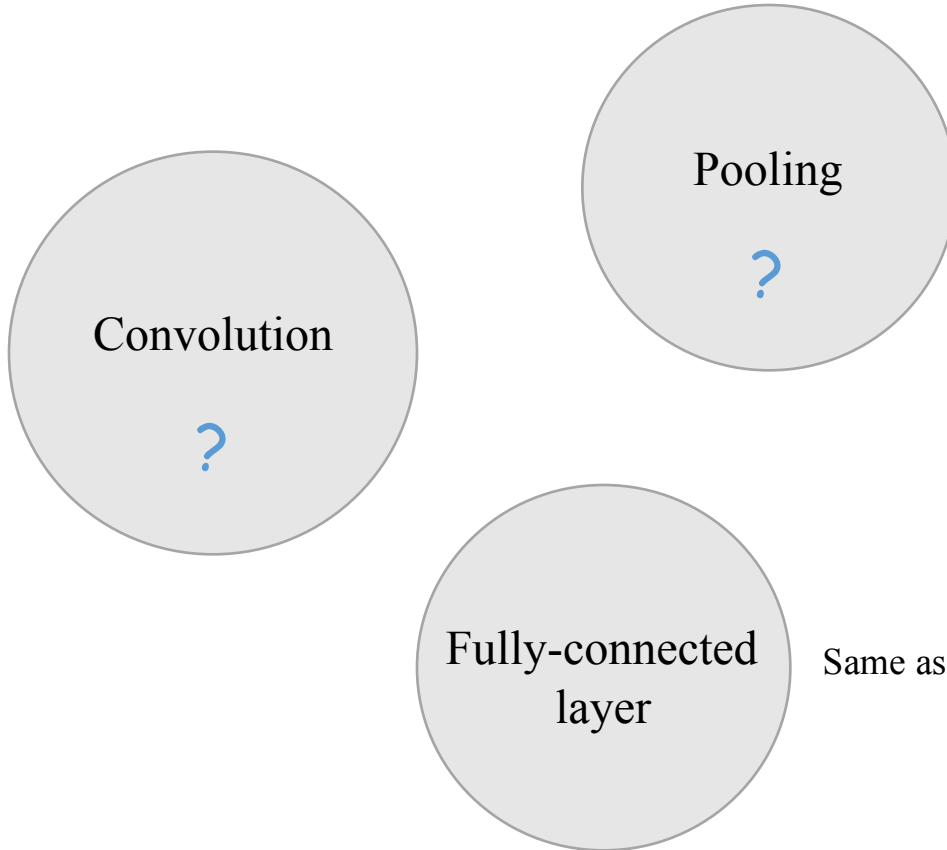 Pooling
?
Convolution
?
Fully-connected
layer
Same as